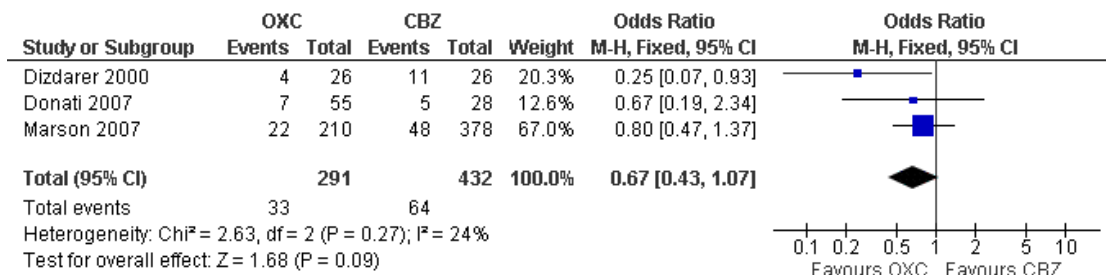 OXC CBZ Odds Ratio Odds Ratio
Study or Subgroup Events Total Events Total Weight M-H, Fixed, 95% CI M-H, Fixed, 95% CI
Dizdarer 2000 4 26 11 26 20.3% 0.25 [0.07, 0.93]
Donati 2007 7 55 5 28 12.6% 0.67 [0.19, 2.34]
Marson 2007 22 210 48 378 67.0% 0.80 [0.47, 1.37]
Total (95% CI) 291 432 100.0% 0.67 [0.43, 1.07]
Total events 33 64
Heterogeneity: Chi² = 2.63, df = 2 (P = 0.27); I² = 24%
Test for overall effect: Z = 1.68 (P = 0.09)
0.1 0.2 0.5 1 2 5 10
Favours OXC Favours CBZ